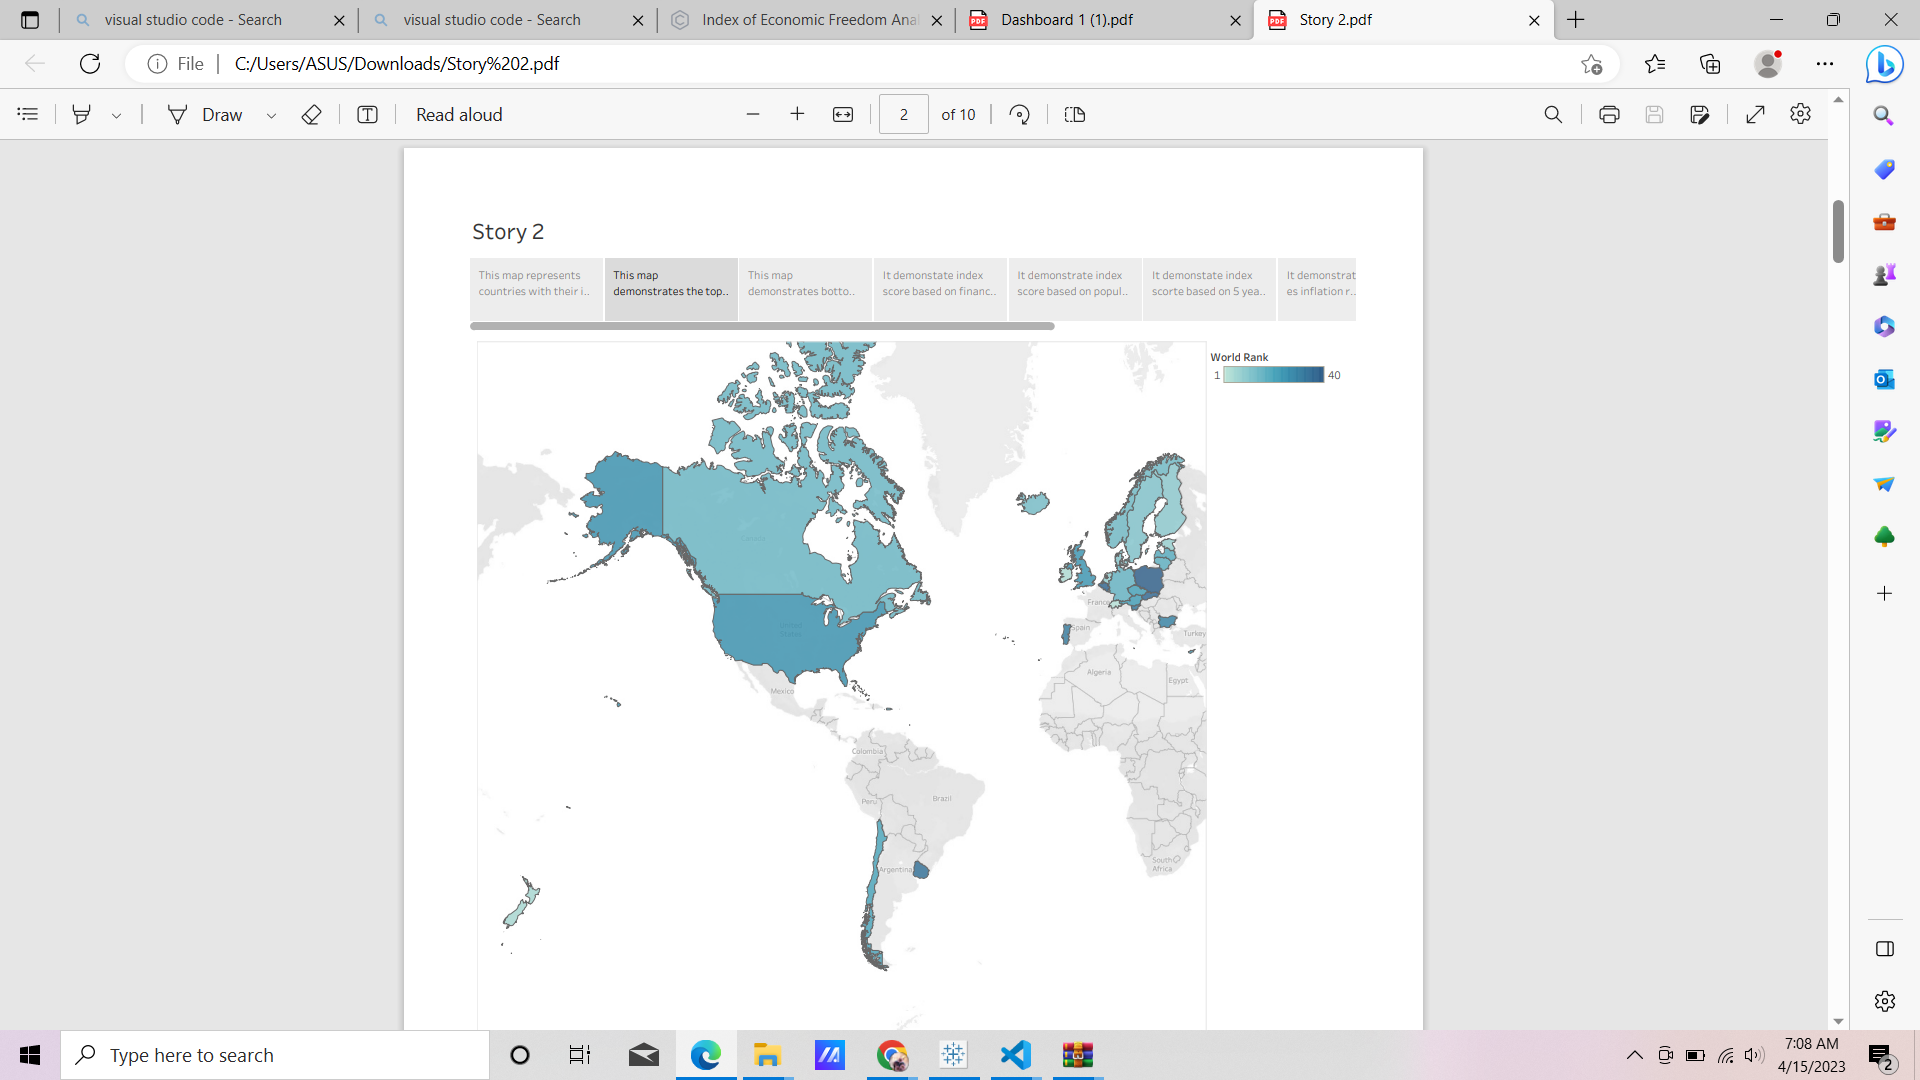 visual studio code - Search
visual studio code - Search
Index of Economic Freedom Anal
Dashboard 1 (1).pdf
Story 2.pdf
File
C:/Users/ASUS/Downloads/Story%202.pdf
Draw
Read aloud
2
of 10
Story 2
This map represents
countries with their i..
This map
demonstrates the top..
This map
demonstrates botto..
It demonstate index
score based on financ..
It demonstrate index
score based on popul..
It demonstate index
scorte based on 5 yea..
It demonstrat
es inflation r..
World Rank
1
40
Canada
United
States
Mexico
France
Spain
Turkey
Algeria
Egypt
Colombia
Peru
Brazil
Argentina
South
Africa
Type here to search
7:08 AM
4/15/2023
2